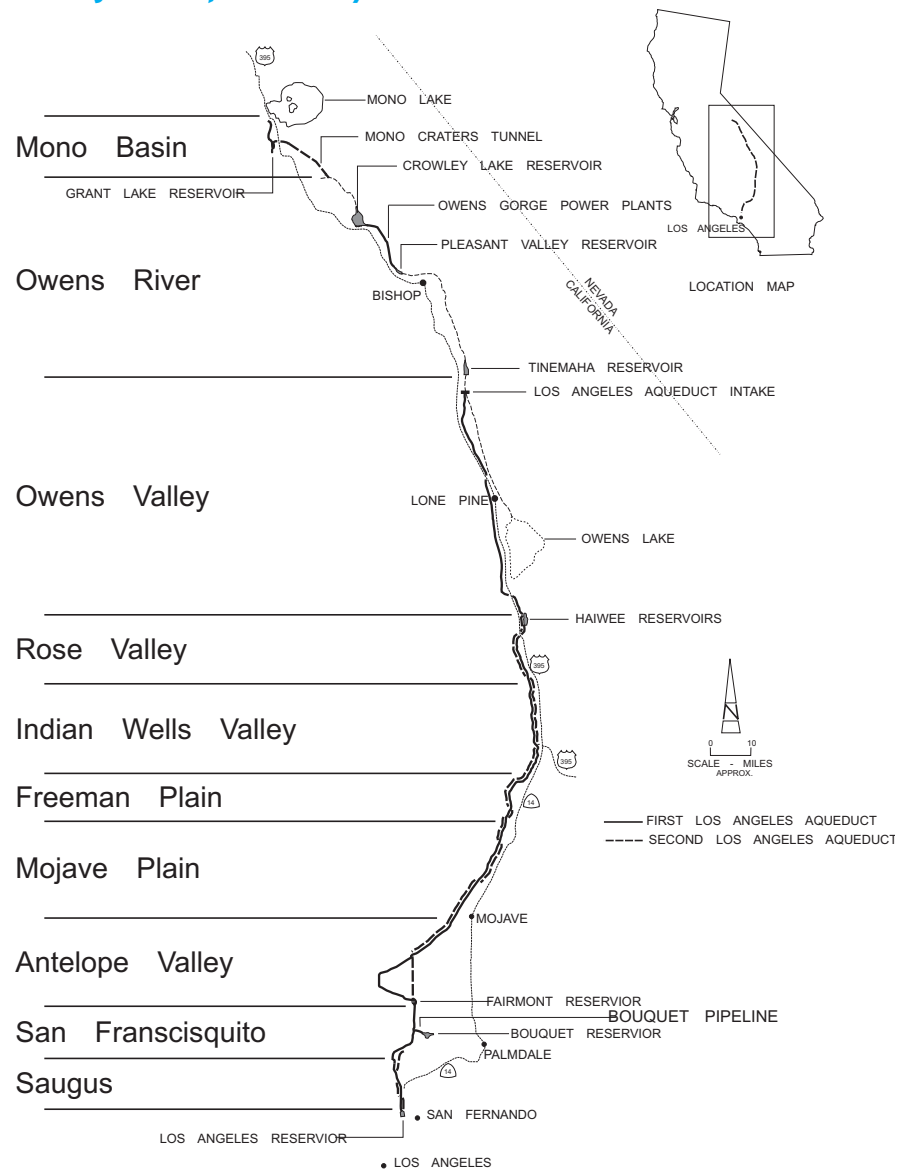 395
MONO LAKE
Mono Basin
MONO CRATERS TUNNEL
CROWLEY LAKE RESERVOIR
GRANT LAKE RESERVOIR
OWENS GORGE POWER PLANTS
LOS ANGELES
PLEASANT VALLEY RESERVOIR
Owens River
BISHOP
NEVADA
CALIFORNIA
LOCATION MAP
TINEMAHA RESERVOIR
LOS ANGELES AQUEDUCT INTAKE
Owens Valley
LONE PINE
OWENS LAKE
HAIWEE RESERVOIRS
Rose Valley
395
Indian Wells Valley
N
0 10
SCALE - MILES
APPROX.
395
Freeman Plain
14
FIRST LOS ANGELES AQUEDUCT
SECOND LOS ANGELES AQUEDUCT
Mojave Plain
MOJAVE
Antelope Valley
FAIRMONT RESERVIOR
BOUQUET PIPELINE
San Franscisquito
BOUQUET RESERVIOR
PALMDALE
14
Saugus
SAN FERNANDO
LOS ANGELES RESERVIOR
LOS ANGELES